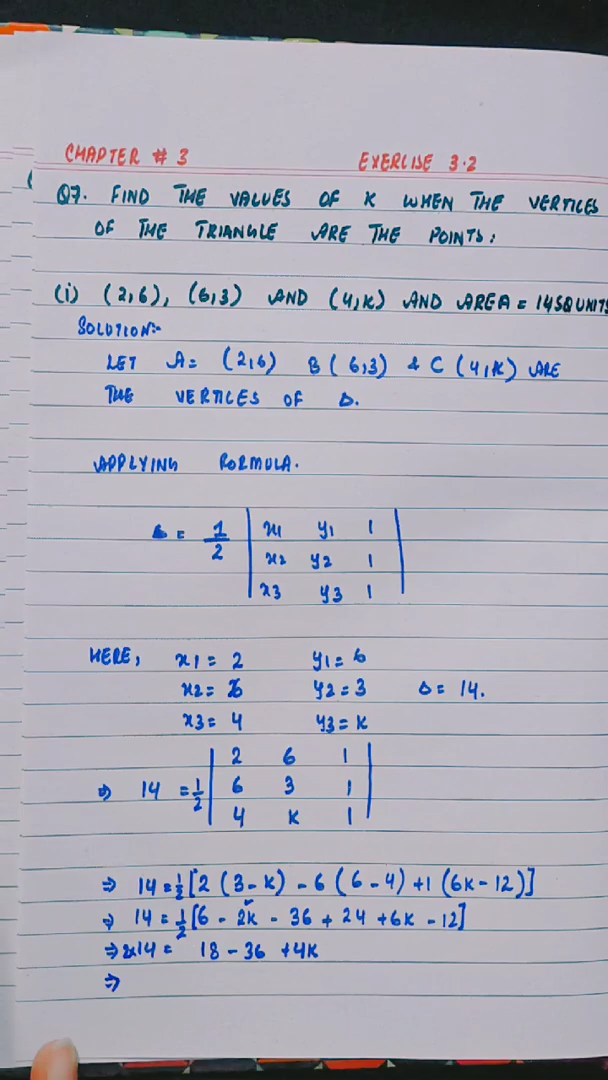 CHAPTER # 3 EXERCISE 3.2
Q7. FIND THE VALUES OF K WHEN THE VERTICES
OF THE TRIANGLE ARE THE POINTS:
(i) (2,6), (6,3) AND (4,K) AND AREA = 14 SQ UNITS
SOLUTION:-
LET A= (2,6) B (6,3) & C (4,K) ARE
THE VERTICES OF Δ.
APPLYING FORMULA.
Δ = 1/2 | x1 y1 1 |
| x2 y2 1 |
| x3 y3 1 |
HERE, x1 = 2 y1 = 6
x2 = 6 y2 = 3 Δ = 14.
x3 = 4 y3 = K
| 2 6 1 |
⇒ 14 = 1/2 | 6 3 1 |
| 4 K 1 |
⇒ 14 = 1/2 [2 (3 - K) - 6 (6 - 4) + 1 (6K - 12)]
⇒ 14 = 1/2 [6 - 2K - 36 + 24 + 6K - 12]
⇒ 2x14 = 18 - 36 + 4K
⇒